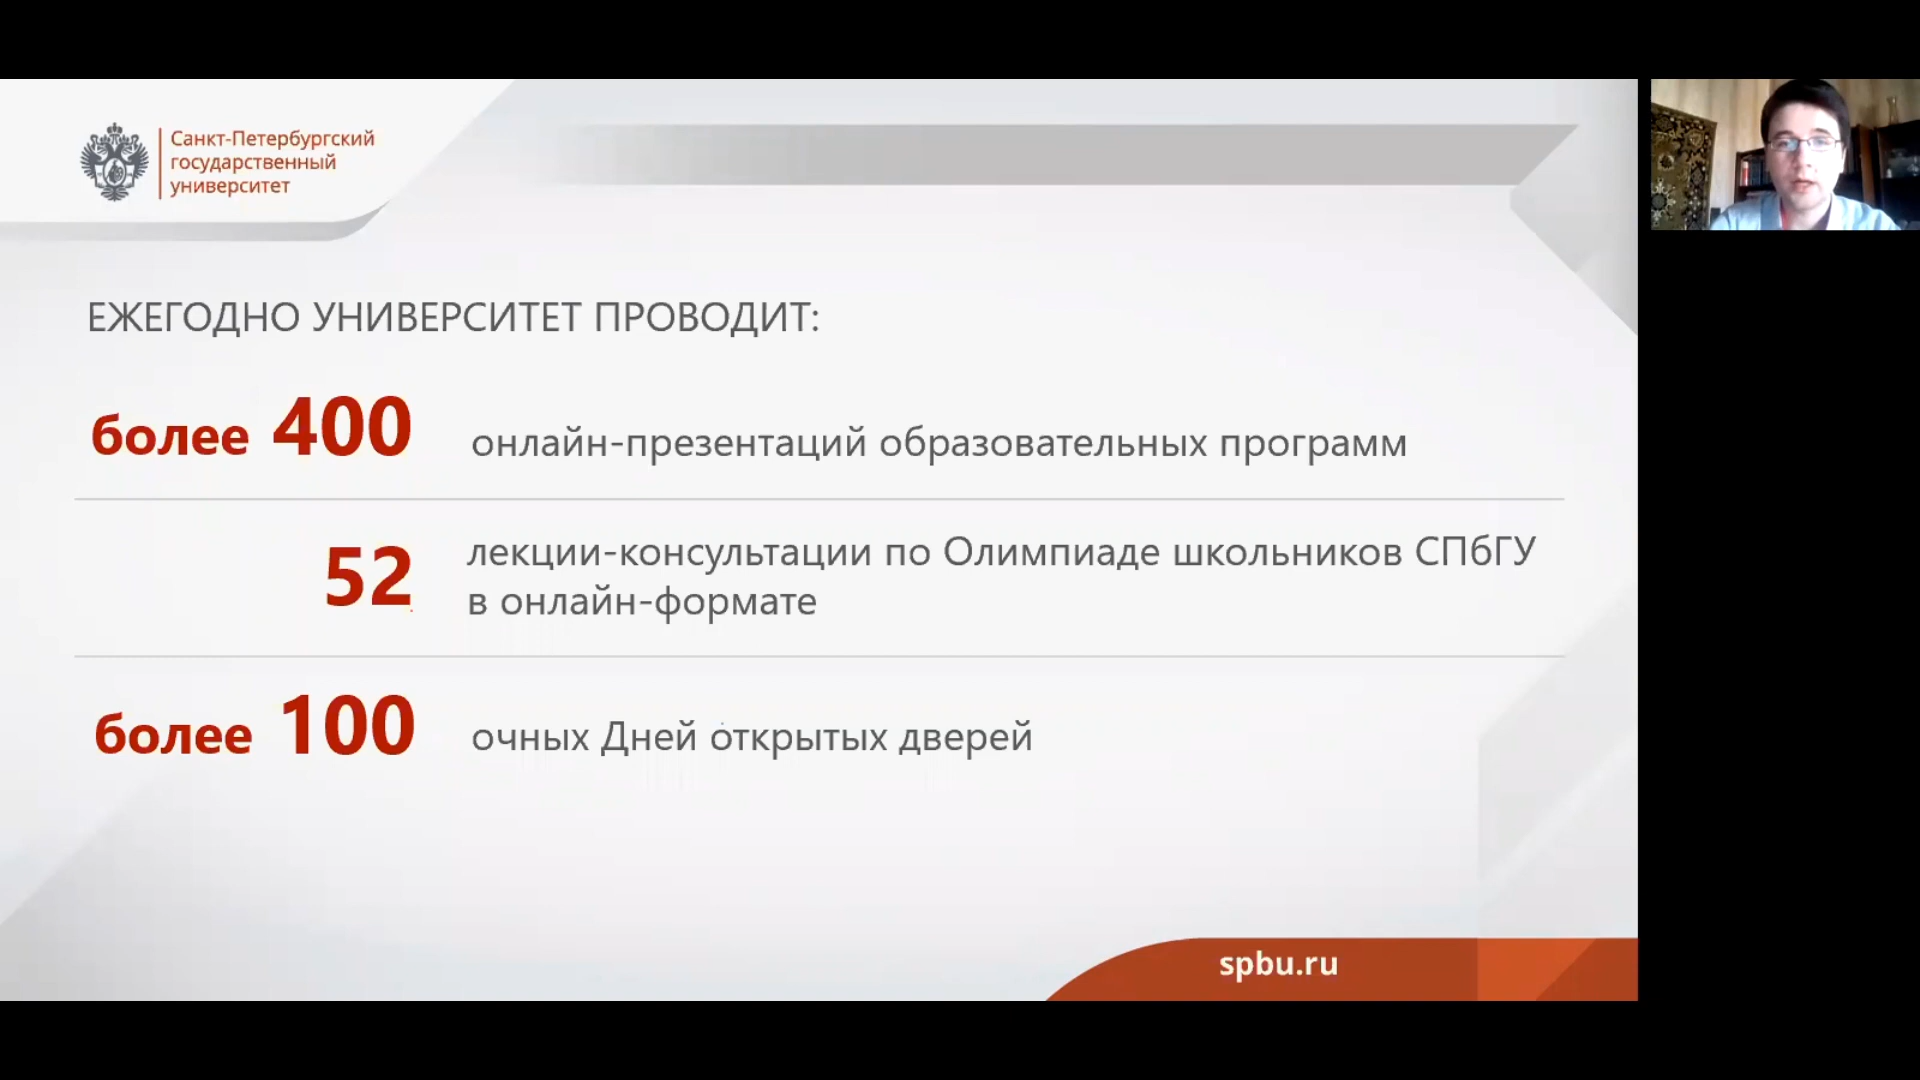 Санкт-Петербургский
государственный
университет
ЕЖЕГОДНО УНИВЕРСИТЕТ ПРОВОДИТ:
более 400 онлайн-презентаций образовательных программ
52 лекции-консультации по Олимпиаде школьников СПбГУ
в онлайн-формате
более 100 очных Дней открытых дверей
spbu.ru